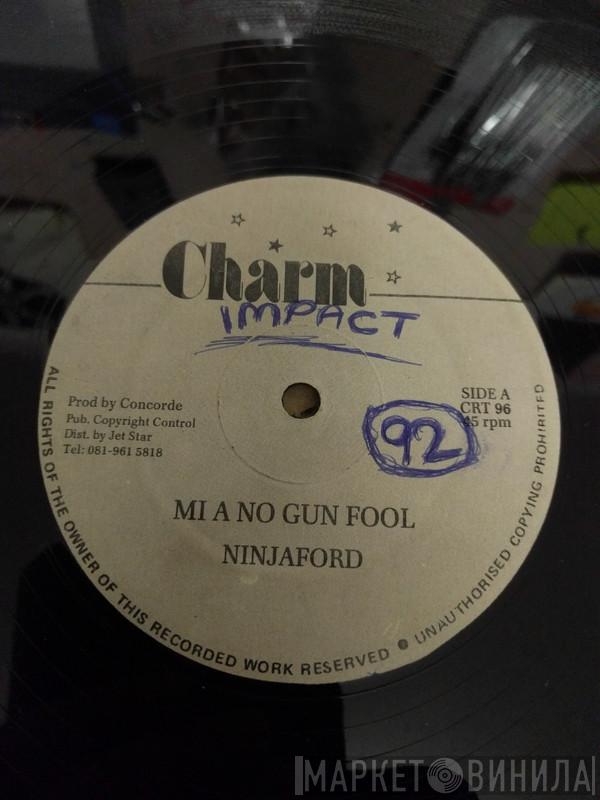 Charm
IMPACT
Prod by Concorde
Pub. Copyright Control
Dist. by Jet Star
Tel: 081-961 5818
SIDE A
CRT 96
45 rpm
92
MI A NO GUN FOOL
NINJAFORD
ALL RIGHTS OF THE OWNER OF THIS RECORDED WORK RESERVED ● UNAUTHORISED COPYING PROHIBITED
МАРКЕТ ВИНИЛА